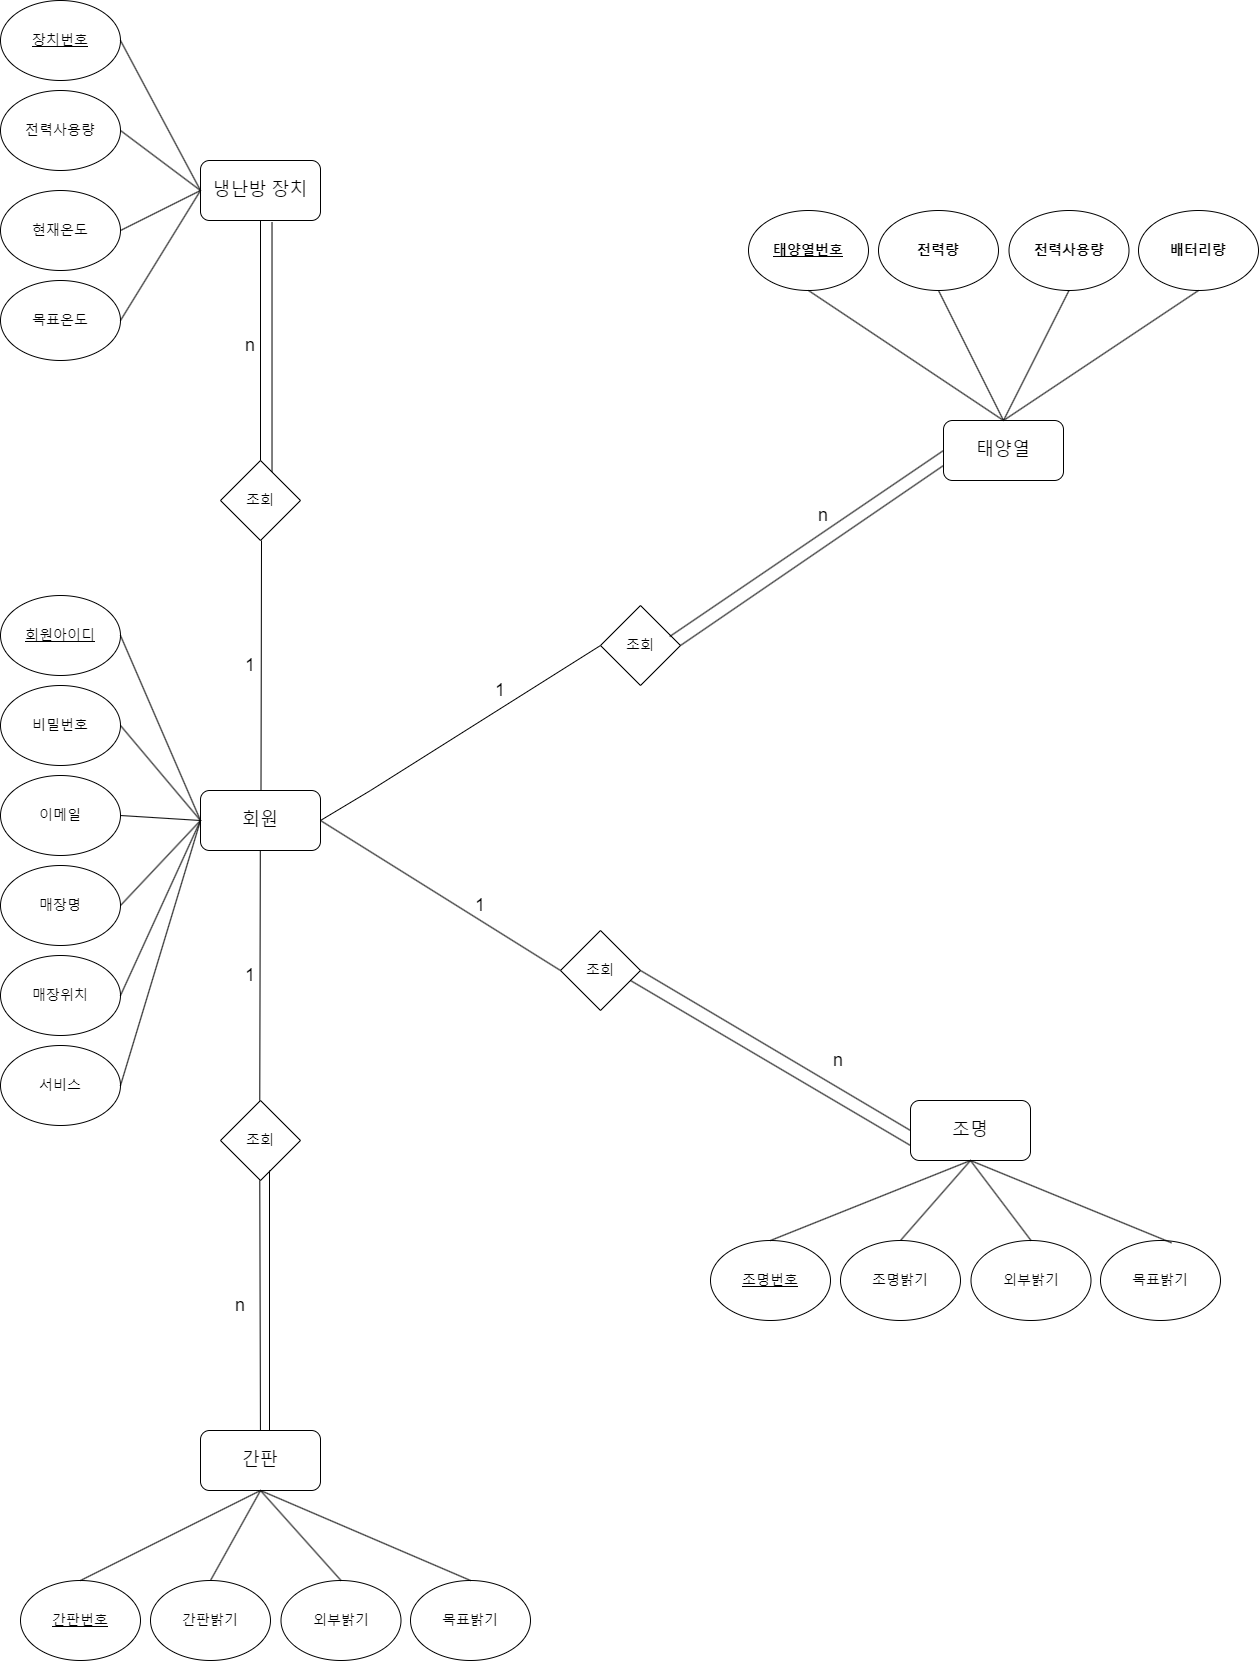 장치번호
전력사용량
냉난방 장치
현재온도
목표온도
태양열번호
전력량
전력사용량
배터리량
n
태양열
조회
n
회원아이디
조회
1
1
비밀번호
이메일
회원
매장명
1
조회
1
매장위치
서비스
n
조회
조명
조명번호
조명밝기
외부밝기
목표밝기
n
간판
간판번호
간판밝기
외부밝기
목표밝기